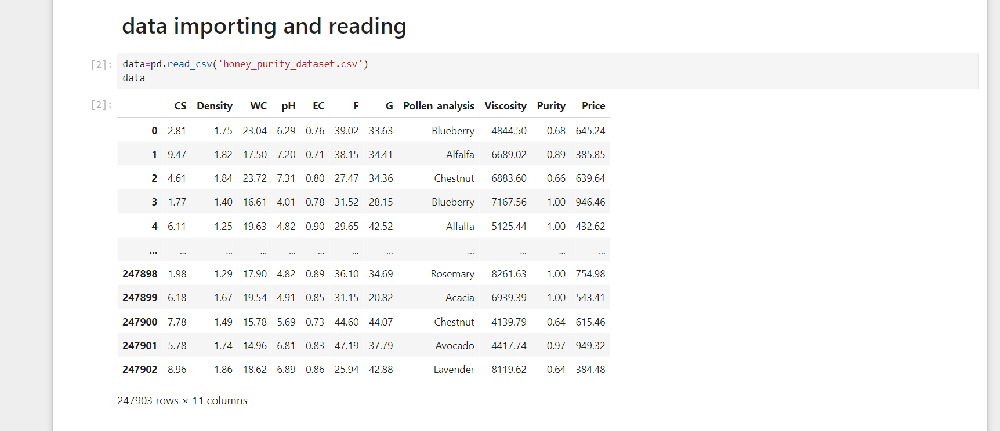 data importing and reading
[2]: data=pd.read_csv('honey_purity_dataset.csv')
data
[2]: CS Density WC pH EC F G Pollen_analysis Viscosity Purity Price
0 2.81 1.75 23.04 6.29 0.76 39.02 33.63 Blueberry 4844.50 0.68 645.24
1 9.47 1.82 17.50 7.20 0.71 38.15 34.41 Alfalfa 6689.02 0.89 385.85
2 4.61 1.84 23.72 7.31 0.80 27.47 34.36 Chestnut 6883.60 0.66 639.64
3 1.77 1.40 16.61 4.01 0.78 31.52 28.15 Blueberry 7167.56 1.00 946.46
4 6.11 1.25 19.63 4.82 0.90 29.65 42.52 Alfalfa 5125.44 1.00 432.62
... ... ... ... ... ... ... ... ... ... ... ...
247898 1.98 1.29 17.90 4.82 0.89 36.10 34.69 Rosemary 8261.63 1.00 754.98
247899 6.18 1.67 19.54 4.91 0.85 31.15 20.82 Acacia 6939.39 1.00 543.41
247900 7.78 1.49 15.78 5.69 0.73 44.60 44.07 Chestnut 4139.79 0.64 615.46
247901 5.78 1.74 14.96 6.81 0.83 47.19 37.79 Avocado 4417.74 0.97 949.32
247902 8.96 1.86 18.62 6.89 0.86 25.94 42.88 Lavender 8119.62 0.64 384.48
247903 rows × 11 columns